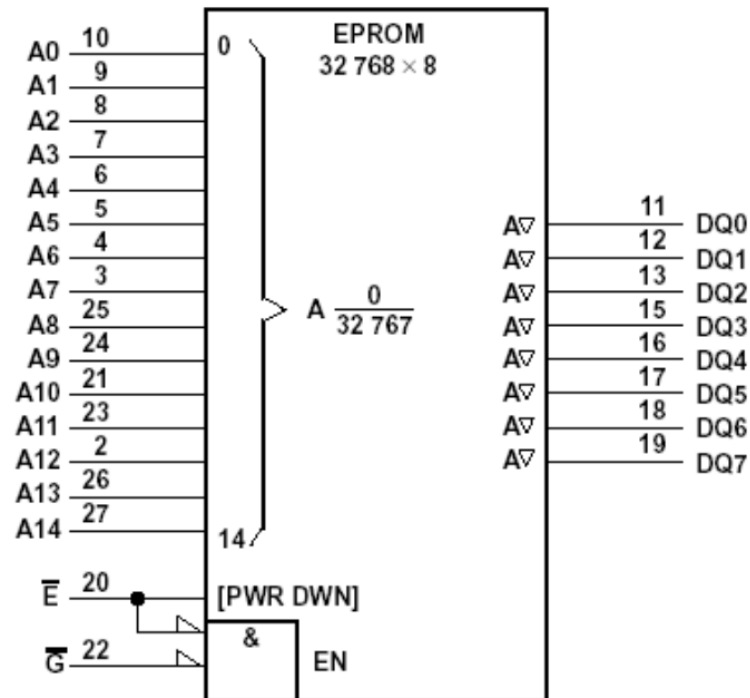 EPROM
32 768 × 8
A0 10 0
A1 9
A2 8
A3 7
A4 6
A5 5
A6 4
A7 3
A8 25
A9 24
A10 21
A11 23
A12 2
A13 26
A14 27 14
A 0
32 767
A▽ 11 DQ0
A▽ 12 DQ1
A▽ 13 DQ2
A▽ 15 DQ3
A▽ 16 DQ4
A▽ 17 DQ5
A▽ 18 DQ6
A▽ 19 DQ7
E̅ 20 [PWR DWN]
&
G̅ 22 EN